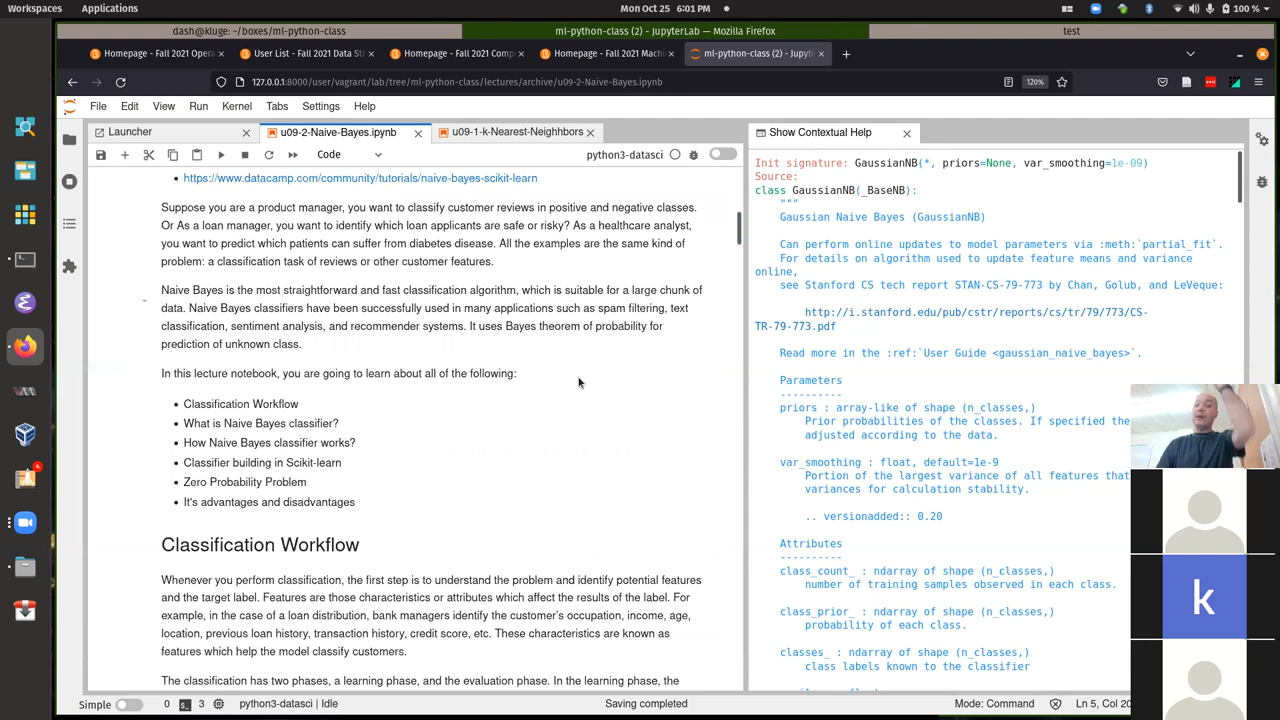 Workspaces Applications Mon Oct 25 6:01 PM 100 %
dash@kluge: ~/boxes/ml-python-class ml-python-class (2) - JupyterLab — Mozilla Firefox test
Homepage - Fall 2021 Opera User List - Fall 2021 Data Str Homepage - Fall 2021 Comp Homepage - Fall 2021 Machi ml-python-class (2) - Jupyte
127.0.0.1:8000/user/vagrant/lab/tree/ml-python-class/lectures/archive/u09-2-Naive-Bayes.ipynb 120%
File Edit View Run Kernel Tabs Settings Help
Launcher u09-2-Naive-Bayes.ipynb u09-1-k-Nearest-Neighbors Show Contextual Help
Code python3-datasci
https://www.datacamp.com/community/tutorials/naive-bayes-scikit-learn
Suppose you are a product manager, you want to classify customer reviews in positive and negative classes.
Or As a loan manager, you want to identify which loan applicants are safe or risky? As a healthcare analyst,
you want to predict which patients can suffer from diabetes disease. All the examples are the same kind of
problem: a classification task of reviews or other customer features.
Naive Bayes is the most straightforward and fast classification algorithm, which is suitable for a large chunk of
data. Naive Bayes classifiers have been successfully used in many applications such as spam filtering, text
classification, sentiment analysis, and recommender systems. It uses Bayes theorem of probability for
prediction of unknown class.
In this lecture notebook, you are going to learn about all of the following:
• Classification Workflow
• What is Naive Bayes classifier?
• How Naive Bayes classifier works?
• Classifier building in Scikit-learn
• Zero Probability Problem
• It's advantages and disadvantages
Classification Workflow
Whenever you perform classification, the first step is to understand the problem and identify potential features
and the target label. Features are those characteristics or attributes which affect the results of the label. For
example, in the case of a loan distribution, bank managers identify the customer's occupation, income, age,
location, previous loan history, transaction history, credit score, etc. These characteristics are known as
features which help the model classify customers.
The classification has two phases, a learning phase, and the evaluation phase. In the learning phase, the
Init signature: GaussianNB(*, priors=None, var_smoothing=1e-09)
Source:
class GaussianNB(_BaseNB):
"""
Gaussian Naive Bayes (GaussianNB)
Can perform online updates to model parameters via :meth:`partial_fit`.
For details on algorithm used to update feature means and variance
online,
see Stanford CS tech report STAN-CS-79-773 by Chan, Golub, and LeVeque:
http://i.stanford.edu/pub/cstr/reports/cs/tr/79/773/CS-
TR-79-773.pdf
Read more in the :ref:`User Guide <gaussian_naive_bayes>`.
Parameters
----------
priors : array-like of shape (n_classes,)
Prior probabilities of the classes. If specified the
adjusted according to the data.
var_smoothing : float, default=1e-9
Portion of the largest variance of all features that
variances for calculation stability.
.. versionadded:: 0.20
Attributes
----------
class_count_ : ndarray of shape (n_classes,)
number of training samples observed in each class.
class_prior_ : ndarray of shape (n_classes,)
probability of each class.
classes_ : ndarray of shape (n_classes,)
class labels known to the classifier
k
4
Simple 0 3 python3-datasci | Idle Saving completed Mode: Command Ln 5, Col 20